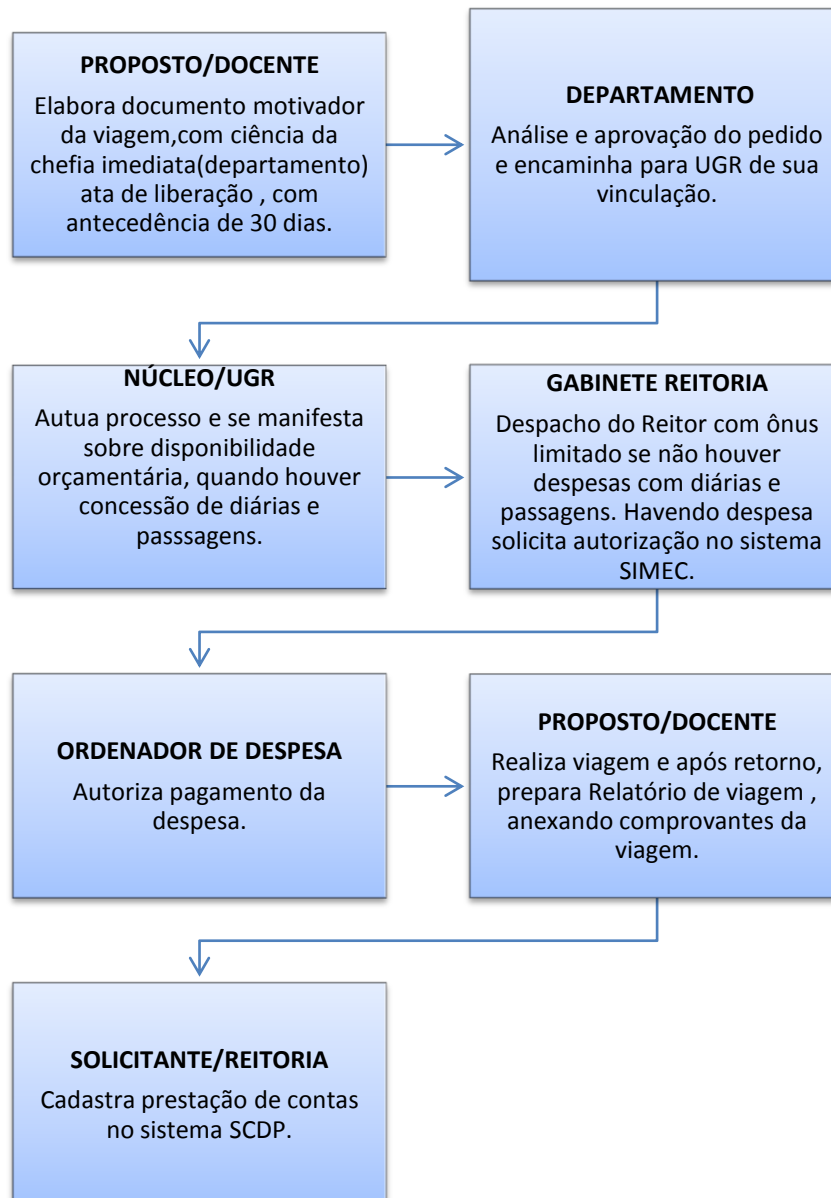 PROPOSTO/DOCENTE
Elabora documento motivador
da viagem,com ciência da
chefia imediata(departamento)
ata de liberação , com
antecedência de 30 dias.
DEPARTAMENTO
Análise e aprovação do pedido
e encaminha para UGR de sua
vinculação.
NÚCLEO/UGR
Autua processo e se manifesta
sobre disponibilidade
orçamentária, quando houver
concessão de diárias e
passsagens.
GABINETE REITORIA
Despacho do Reitor com ônus
limitado se não houver
despesas com diárias e
passagens. Havendo despesa
solicita autorização no sistema
SIMEC.
ORDENADOR DE DESPESA
Autoriza pagamento da
despesa.
PROPOSTO/DOCENTE
Realiza viagem e após retorno,
prepara Relatório de viagem ,
anexando comprovantes da
viagem.
SOLICITANTE/REITORIA
Cadastra prestação de contas
no sistema SCDP.